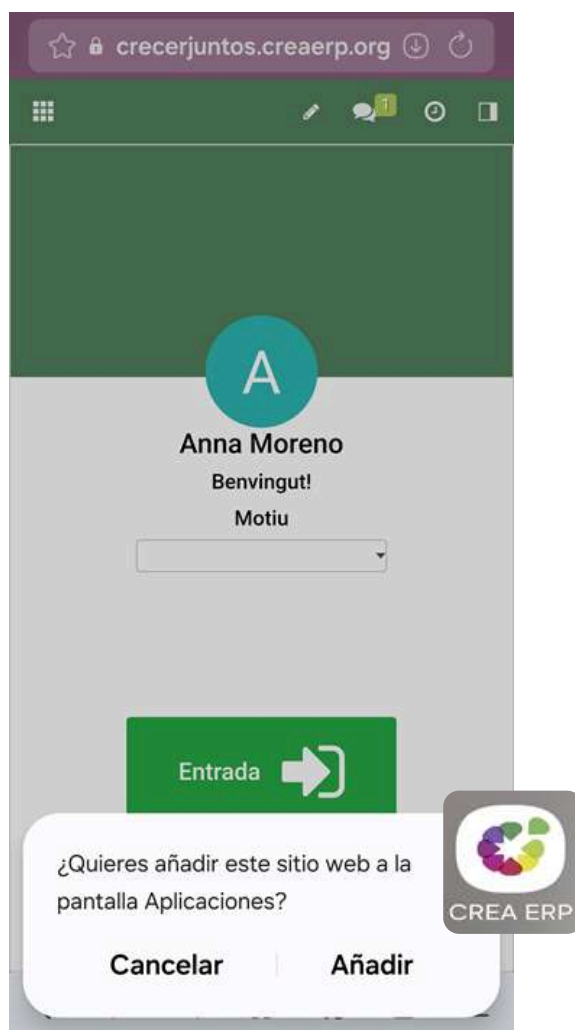 crecerjuntos.creaerp.org
1
A
Anna Moreno
Benvingut!
Motiu
Entrada
¿Quieres añadir este sitio web a la
pantalla Aplicaciones?
Cancelar
Añadir
CREA ERP